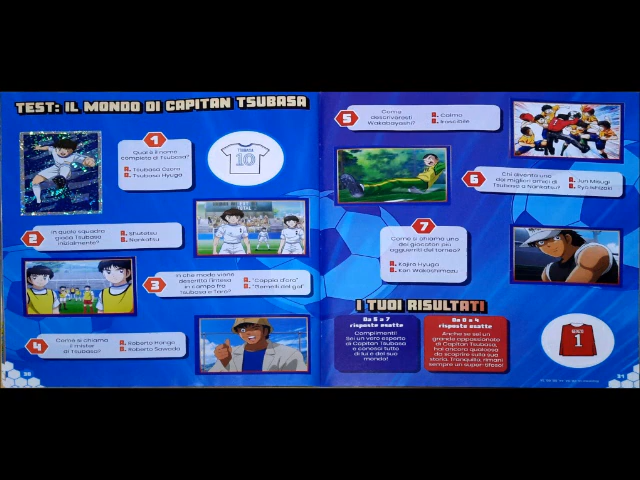 TEST: IL MONDO DI CAPITAN TSUBASA
1
Qual è il nome
completo di Tsubasa?
A. Tsubasa Ozora
B. Tsubasa Hyuga
TSUBASA
10
2
In quale squadra
gioca Tsubasa
inizialmente?
A. Shutetsu
B. Nankatsu
3
In che modo viene
descritta l'intesa
in campo fra
Tsubasa e Taro?
A. "Coppia d'oro"
B. "Gemelli del gol"
4
Come si chiama
il mister
di Tsubasa?
A. Roberto Hongo
B. Roberto Sawada
30
5
Come
descriveresti
Wakabayashi?
A. Calmo
B. Irascibile
6
Chi diventa uno
dei migliori amici di
Tsubasa a Nankatsu?
A. Jun Misugi
B. Ryo Ishizaki
7
Come si chiama uno
dei giocatori più
agguerriti del torneo?
A. Kojiro Hyuga
B. Ken Wakashimazu
I TUOI RISULTATI
Da 5 a 7
risposte esatte
Complimenti!
Sei un vero esperto
di Capitan Tsubasa
e conosci tutto
di lui e del suo
mondo!
Da 0 a 4
risposte esatte
Anche se sei un
grande appassionato
di Capitan Tsubasa,
hai ancora qualcosa
da scoprire sulla sua
storia. Tranquillo, rimani
sempre un super-tifoso!
GENZO
1
31